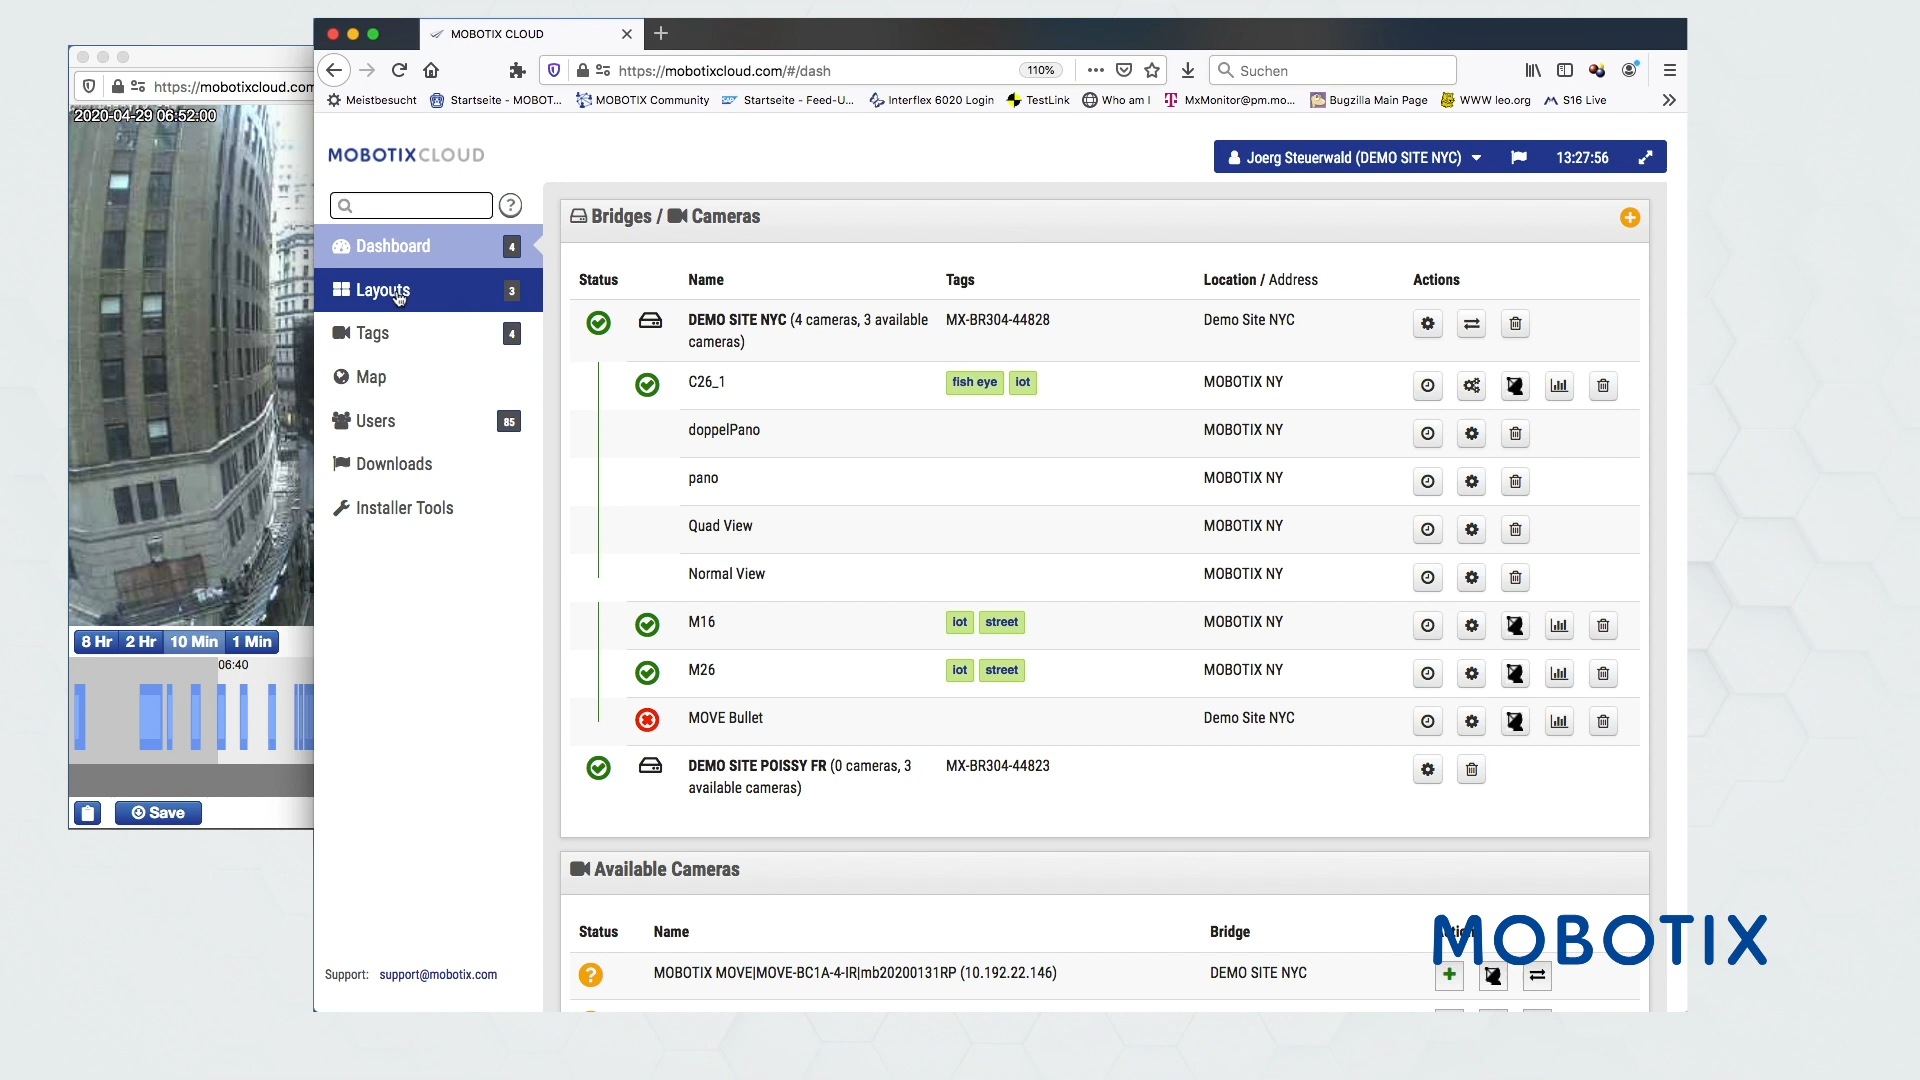 MOBOTIX CLOUD
https://mobotixcloud.com/#/dash
110%
Suchen
Meistbesucht
Startseite - MOBOT...
MOBOTIX Community
Startseite - Feed-U...
Interflex 6020 Login
TestLink
Who am I
MxMonitor@pm.mo...
Bugzilla Main Page
WWW leo.org
S16 Live
https://mobotixcloud.com
2020-04-29 06:52:00
8 Hr
2 Hr
10 Min
1 Min
06:40
Save
MOBOTIXCLOUD
Joerg Steuerwald (DEMO SITE NYC)
13:27:56
Dashboard 4
Layouts 3
Tags 4
Map
Users 85
Downloads
Installer Tools
Support: support@mobotix.com
Bridges / Cameras
Status Name Tags Location / Address Actions
DEMO SITE NYC (4 cameras, 3 available MX-BR304-44828 Demo Site NYC
cameras)
C26_1 fish eye iot MOBOTIX NY
doppelPano MOBOTIX NY
pano MOBOTIX NY
Quad View MOBOTIX NY
Normal View MOBOTIX NY
M16 iot street MOBOTIX NY
M26 iot street MOBOTIX NY
MOVE Bullet Demo Site NYC
DEMO SITE POISSY FR (0 cameras, 3 MX-BR304-44823
available cameras)
Available Cameras
Status Name Bridge
MOBOTIX MOVE|MOVE-BC1A-4-IR|mb20200131RP (10.192.22.146) DEMO SITE NYC
MOBOTIX